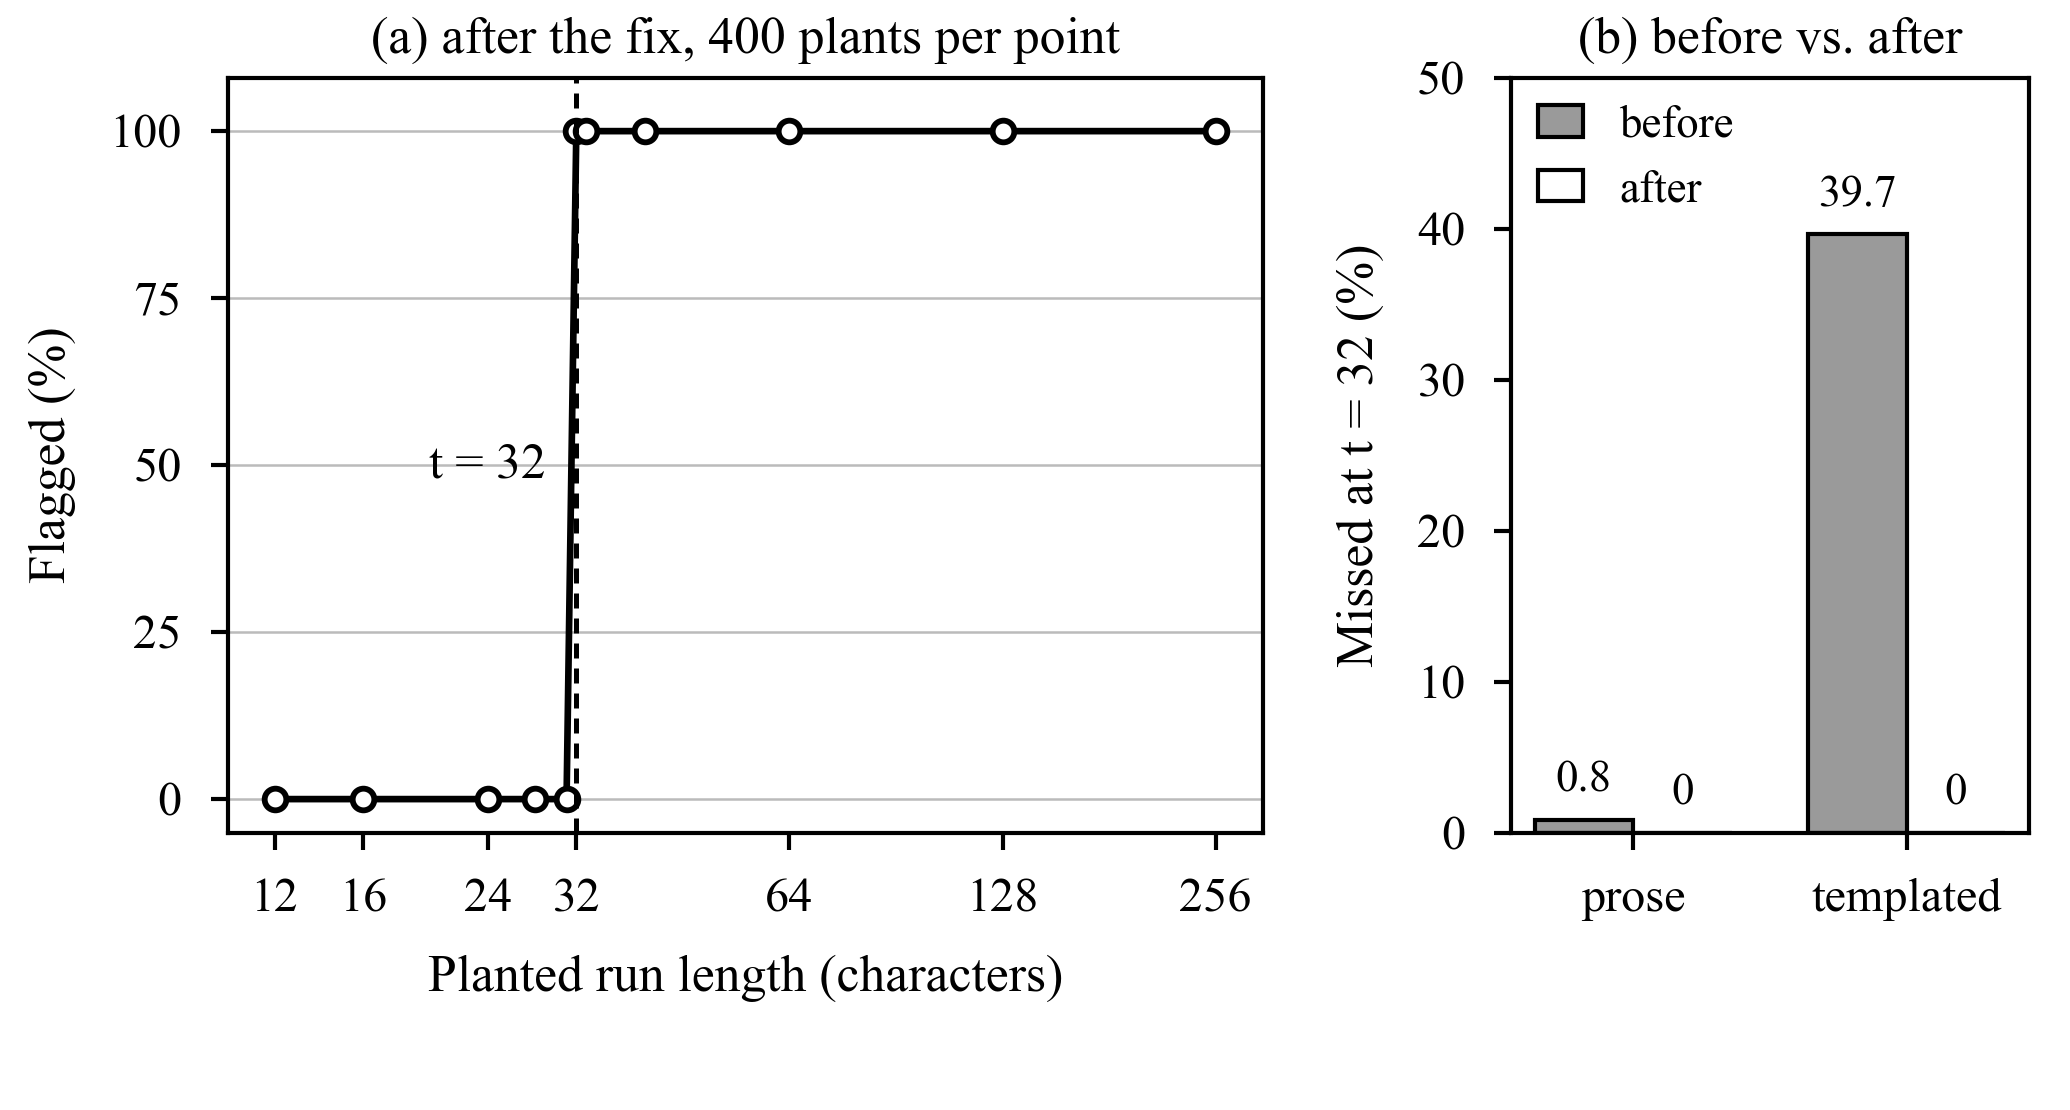 (a) after the fix, 400 plants per point
Flagged (%)
100
75
50
25
0
t = 32
12 16 24 32 64 128 256
Planted run length (characters)
(b) before vs. after
Missed at t = 32 (%)
50
40
30
20
10
0
before
after
0.8
0
39.7
0
prose templated